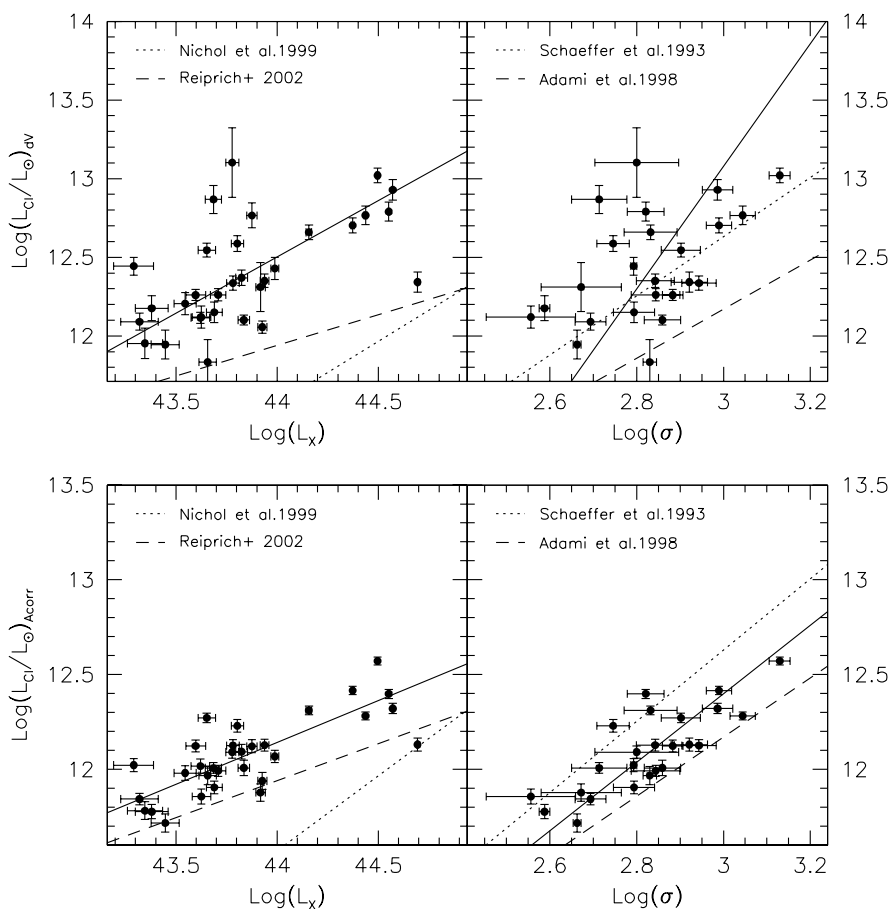 14
13.5
13
12.5
12
Log(L_Cl/L_⊙)_dV
Nichol et al.1999
Reiprich+ 2002
43.5 44 44.5
Log(L_X)
Schaeffer et al.1993
Adami et al.1998
14
13.5
13
12.5
12
2.6 2.8 3 3.2
Log(σ)
13.5
13
12.5
12
Log(L_Cl/L_⊙)_Acorr
Nichol et al.1999
Reiprich+ 2002
43.5 44 44.5
Log(L_X)
Schaeffer et al.1993
Adami et al.1998
13.5
13
12.5
12
2.6 2.8 3 3.2
Log(σ)